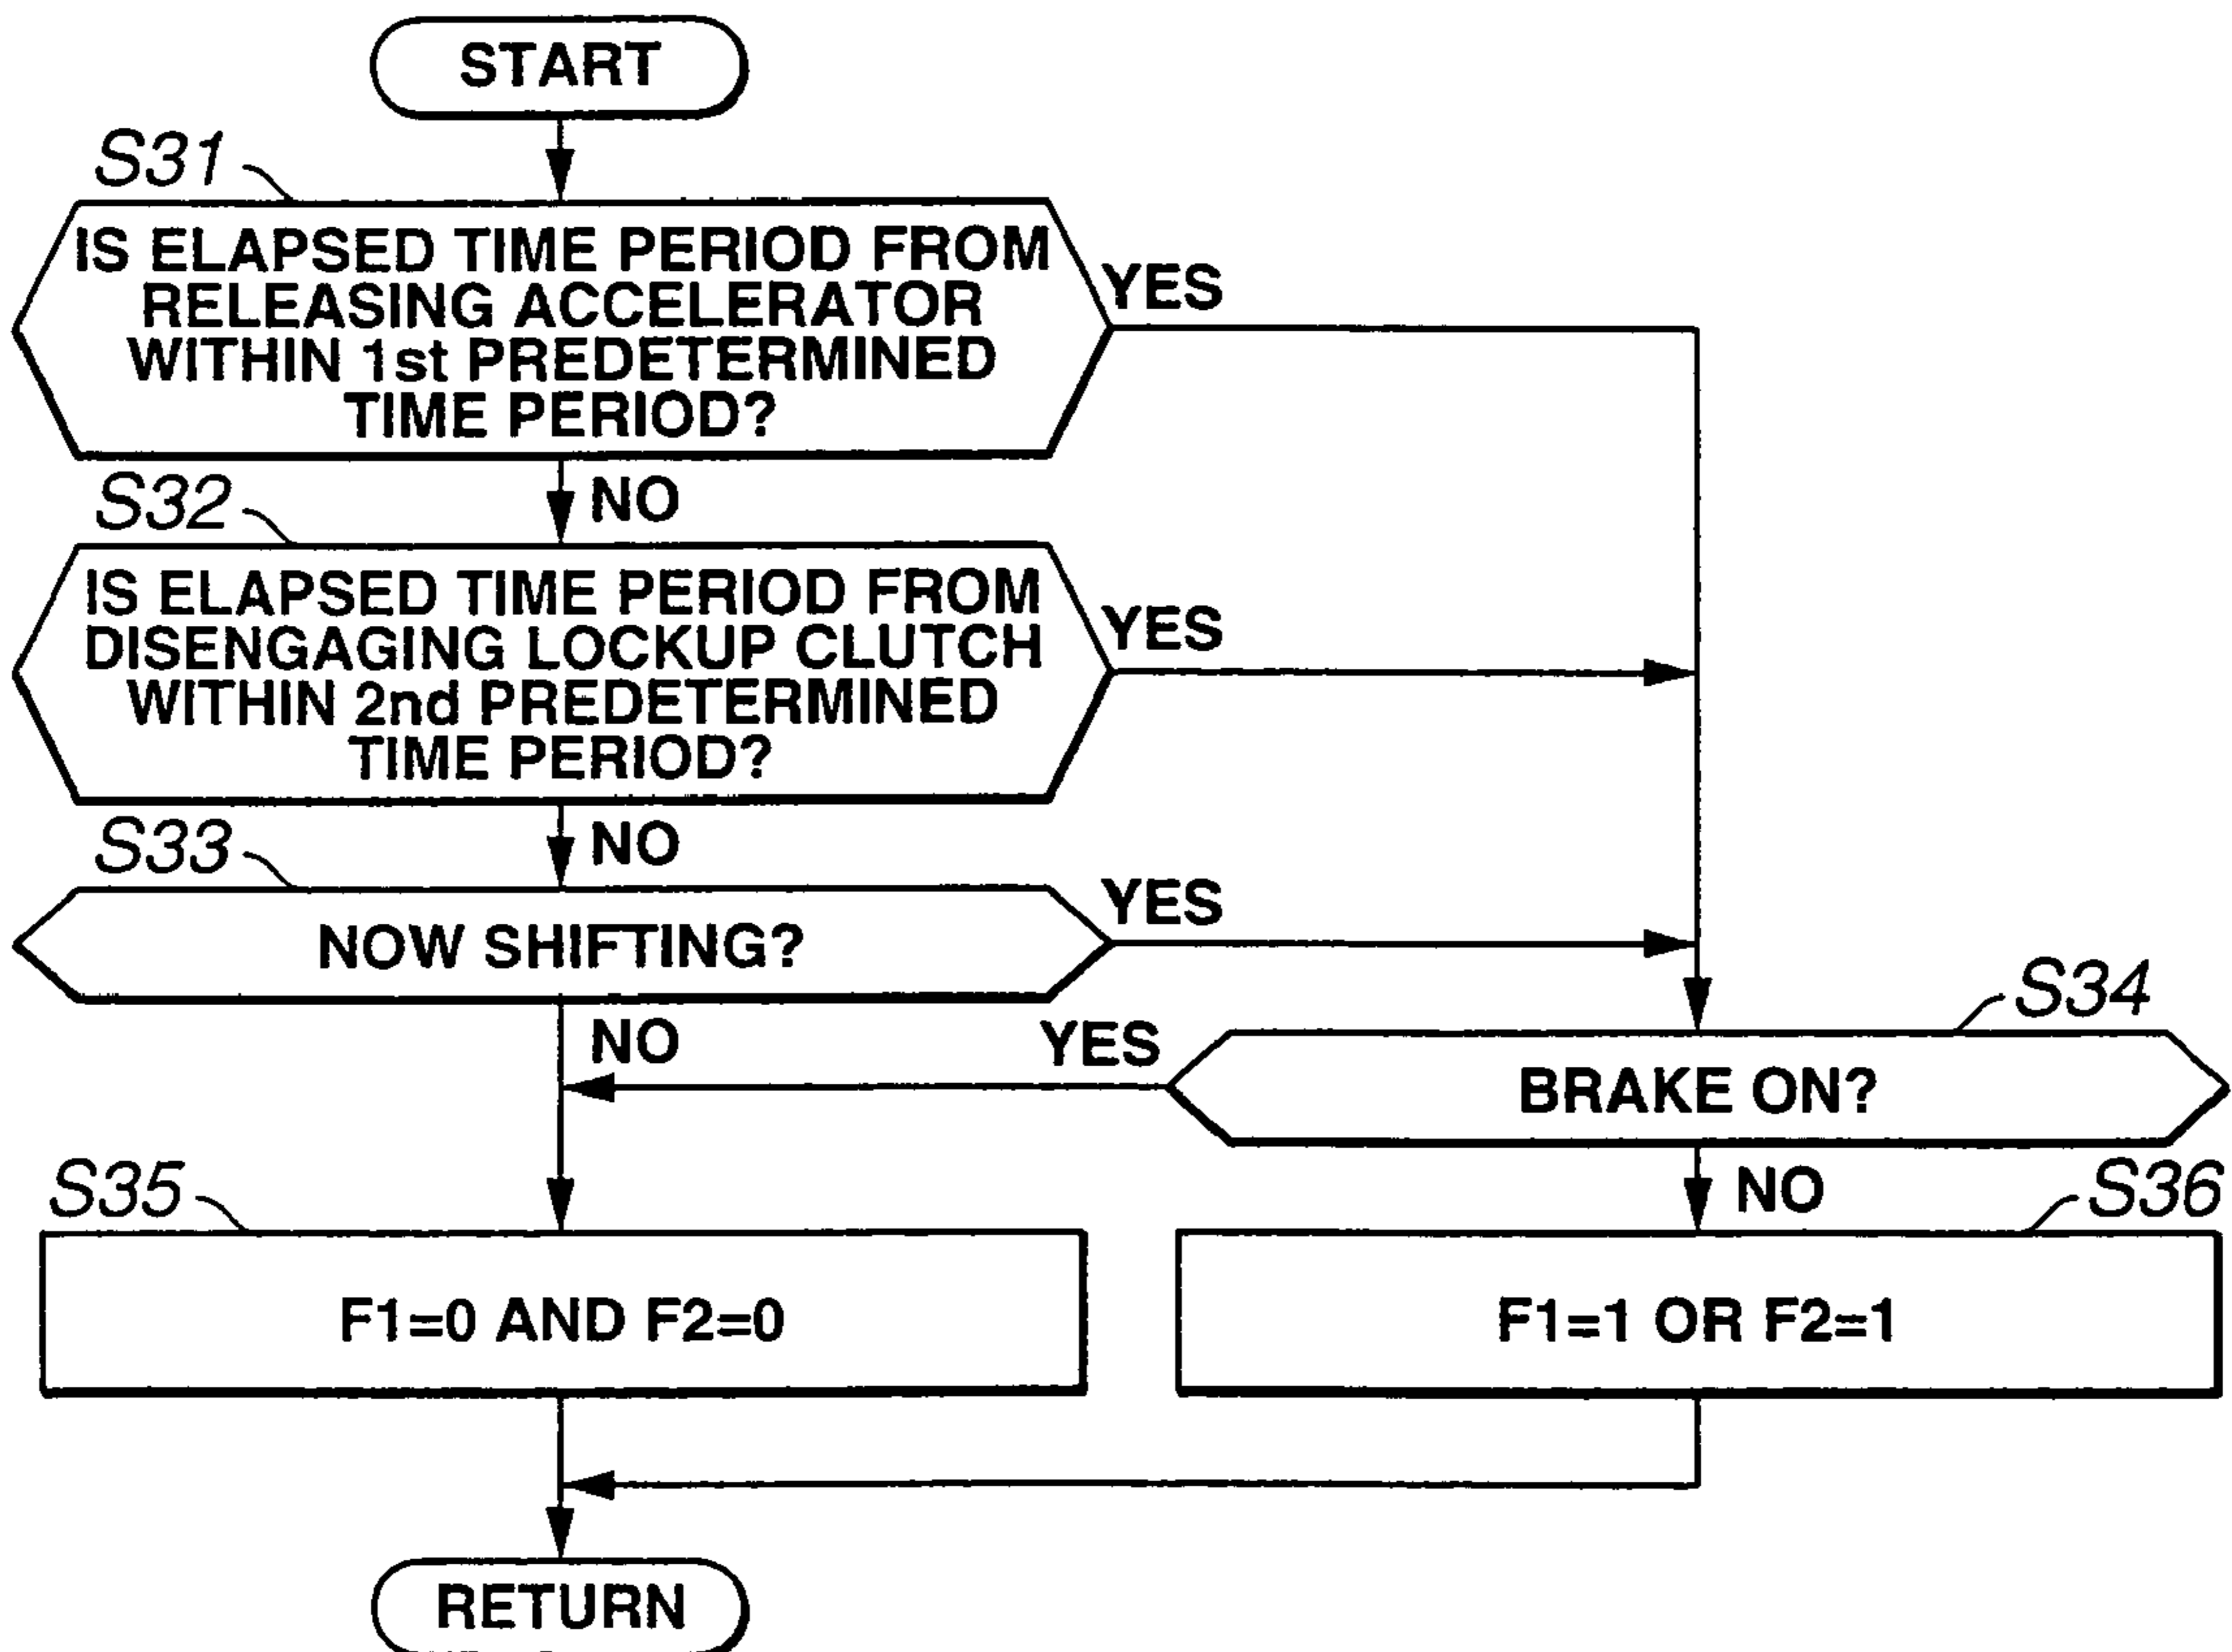 START
S31
IS ELAPSED TIME PERIOD FROM
RELEASING ACCELERATOR
WITHIN 1st PREDETERMINED
TIME PERIOD?
YES
NO
S32
IS ELAPSED TIME PERIOD FROM
DISENGAGING LOCKUP CLUTCH
WITHIN 2nd PREDETERMINED
TIME PERIOD?
YES
NO
S33
NOW SHIFTING?
YES
NO
S34
BRAKE ON?
YES
NO
S35
F1=0 AND F2=0
S36
F1=1 OR F2=1
RETURN